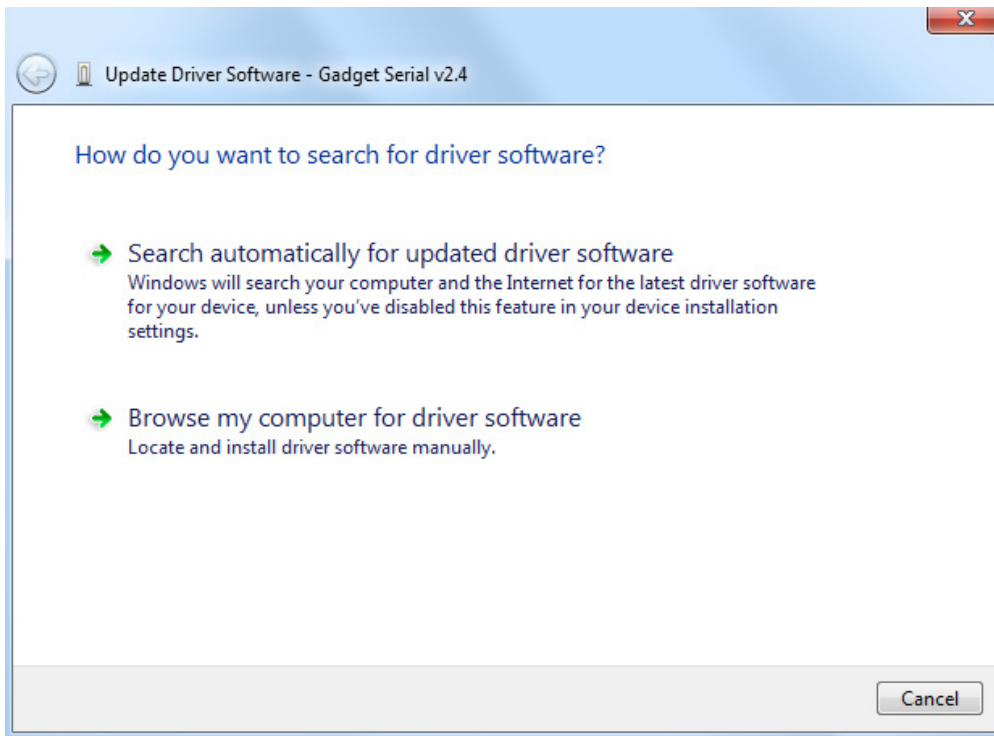 Update Driver Software - Gadget Serial v2.4
How do you want to search for driver software?
Search automatically for updated driver software
Windows will search your computer and the Internet for the latest driver software
for your device, unless you've disabled this feature in your device installation
settings.
Browse my computer for driver software
Locate and install driver software manually.
Cancel